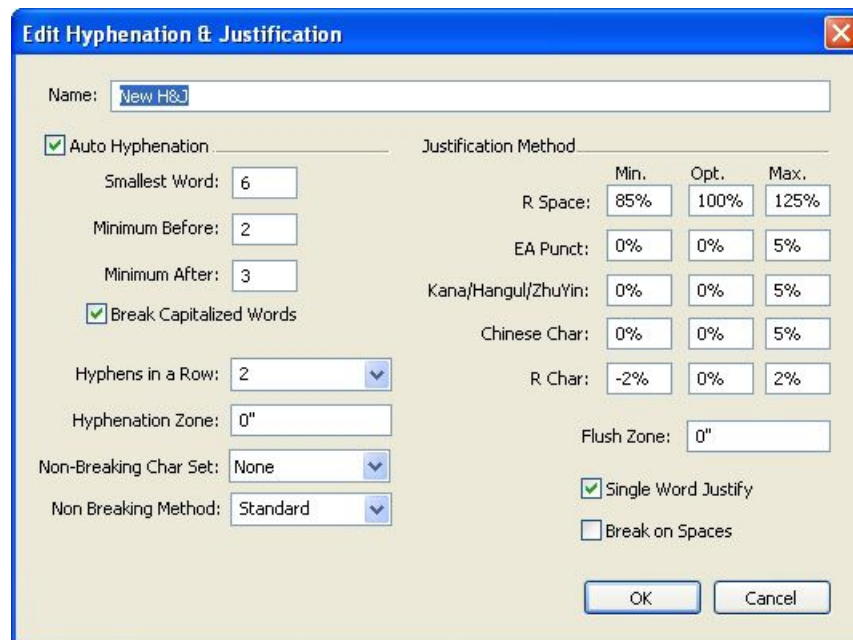 Edit Hyphenation & Justification
Name: New H&J
Auto Hyphenation
Smallest Word: 6
Minimum Before: 2
Minimum After: 3
Break Capitalized Words
Hyphens in a Row: 2
Hyphenation Zone: 0"
Non-Breaking Char Set: None
Non Breaking Method: Standard
Justification Method
Min. Opt. Max.
R Space: 85% 100% 125%
EA Punct: 0% 0% 5%
Kana/Hangul/ZhuYin: 0% 0% 5%
Chinese Char: 0% 0% 5%
R Char: -2% 0% 2%
Flush Zone: 0"
Single Word Justify
Break on Spaces
OK Cancel